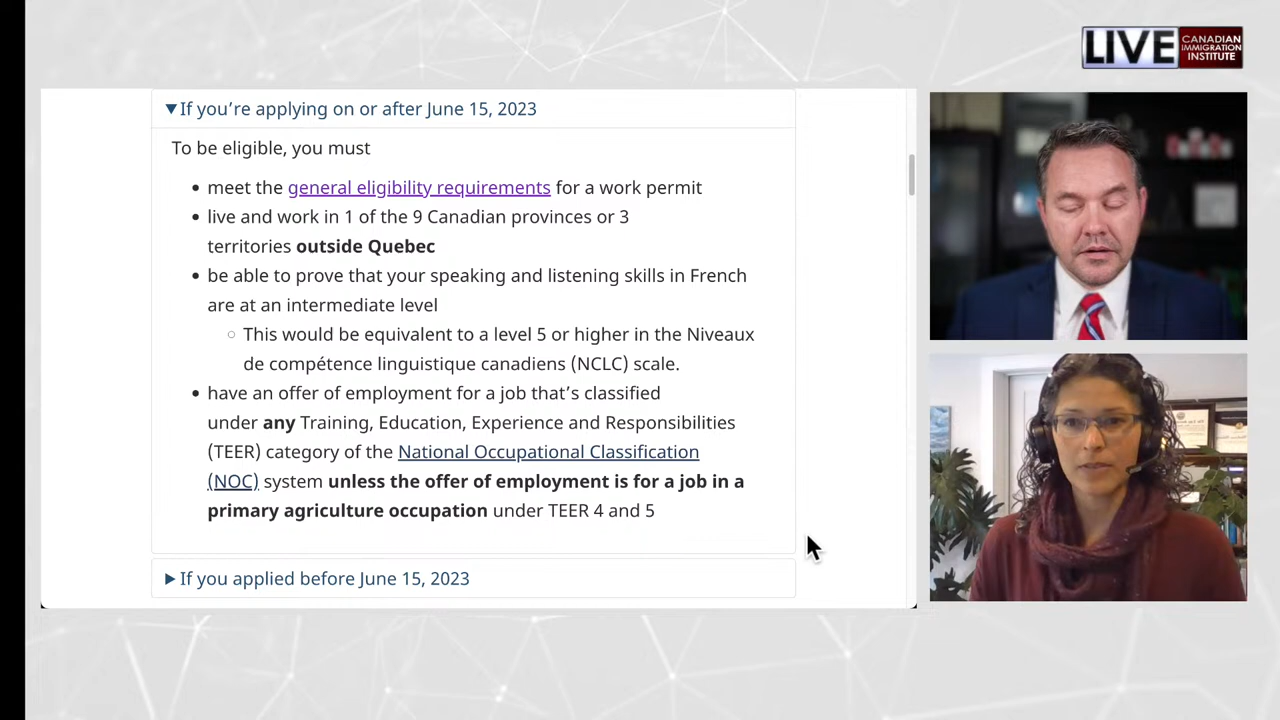 LIVE CANADIAN
IMMIGRATION
INSTITUTE
▼If you’re applying on or after June 15, 2023
To be eligible, you must
• meet the general eligibility requirements for a work permit
• live and work in 1 of the 9 Canadian provinces or 3
territories outside Quebec
• be able to prove that your speaking and listening skills in French
are at an intermediate level
○ This would be equivalent to a level 5 or higher in the Niveaux
de compétence linguistique canadiens (NCLC) scale.
• have an offer of employment for a job that’s classified
under any Training, Education, Experience and Responsibilities
(TEER) category of the National Occupational Classification
(NOC) system unless the offer of employment is for a job in a
primary agriculture occupation under TEER 4 and 5
▶ If you applied before June 15, 2023